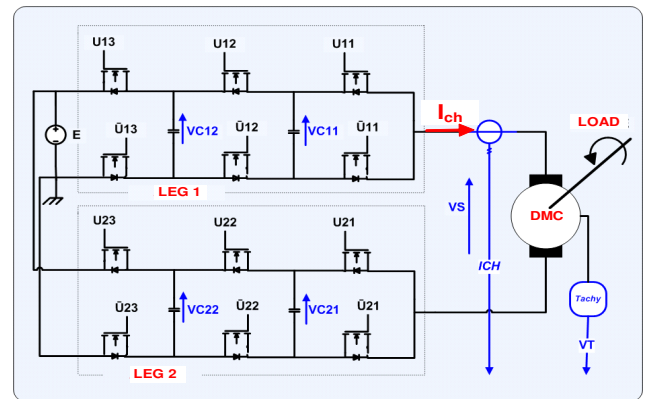 U13 U12 U11
E
VC12 VC11
Ū13 Ū12 Ū11
LEG 1
Ich
LOAD
DMC
VS
ICH
Tachy
VT
U23 U22 U21
VC22 VC21
Ū23 Ū22 Ū21
LEG 2